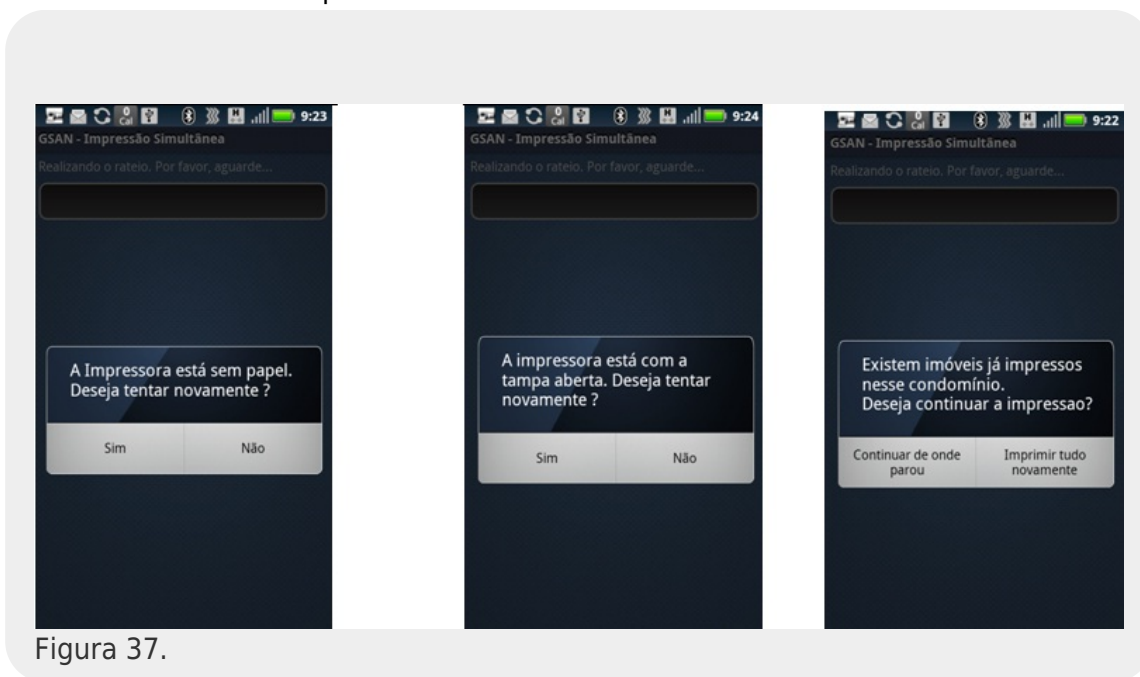 9:23
GSAN - Impressão Simultânea
Realizando o rateio. Por favor, aguarde...
A Impressora está sem papel.
Deseja tentar novamente ?
Sim Não
9:24
GSAN - Impressão Simultânea
Realizando o rateio. Por favor, aguarde...
A impressora está com a
tampa aberta. Deseja tentar
novamente ?
Sim Não
9:22
GSAN - Impressão Simultânea
Realizando o rateio. Por favor, aguarde...
Existem imóveis já impressos
nesse condomínio.
Deseja continuar a impressao?
Continuar de onde
parou
Imprimir tudo
novamente
Figura 37.